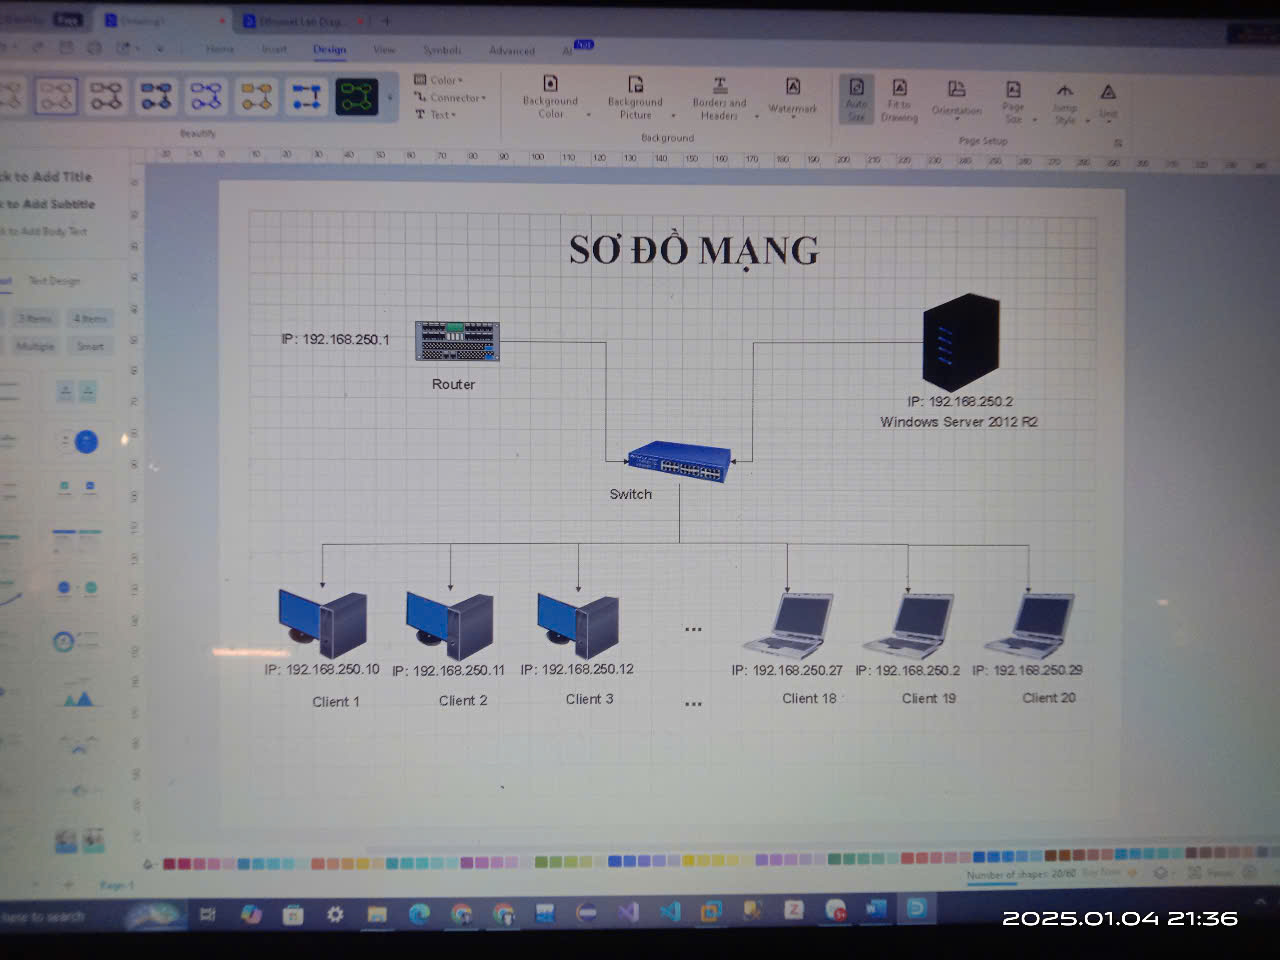 Home Insert Design View Symbols Advanced AI
Color
Connector
Text
Background Color
Background Picture
Borders and Headers
Watermark
Auto Size
Fit to Drawing
Orientation
Page Size
Jump Style
Unit
Beautify
Background
Page Setup
ck to Add Title
k to Add Subtitle
to Add Body Text
Text Design
3 Items
4 Items
Multiple
Smart
SƠ ĐỒ MẠNG
IP: 192.168.250.1
Router
IP: 192.168.250.2
Windows Server 2012 R2
Switch
...
IP: 192.168.250.10 IP: 192.168.250.11 IP: 192.168.250.12 IP: 192.168.250.27 IP: 192.168.250.2 IP: 192.168.250.29
Client 1 Client 2 Client 3 ... Client 18 Client 19 Client 20
Number of shapes: 20/60 Buy Now
Page-1
here to search
2025.01.04 21:36